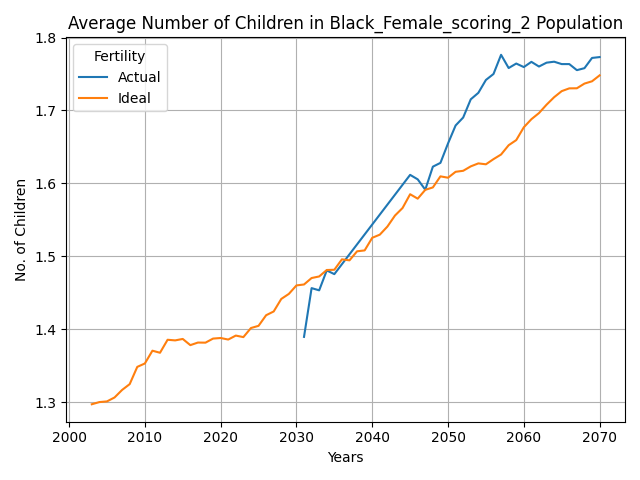 Average Number of Children in Black_Female_scoring_2 Population
Fertility
Actual
Ideal
No. of Children
1.8
1.7
1.6
1.5
1.4
1.3
2000 2010 2020 2030 2040 2050 2060 2070
Years